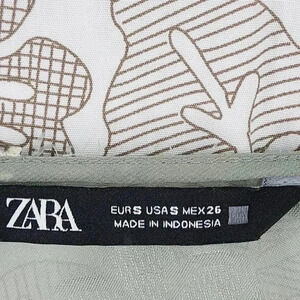 ZARA
EUR S USA S MEX 26
MADE IN INDONESIA